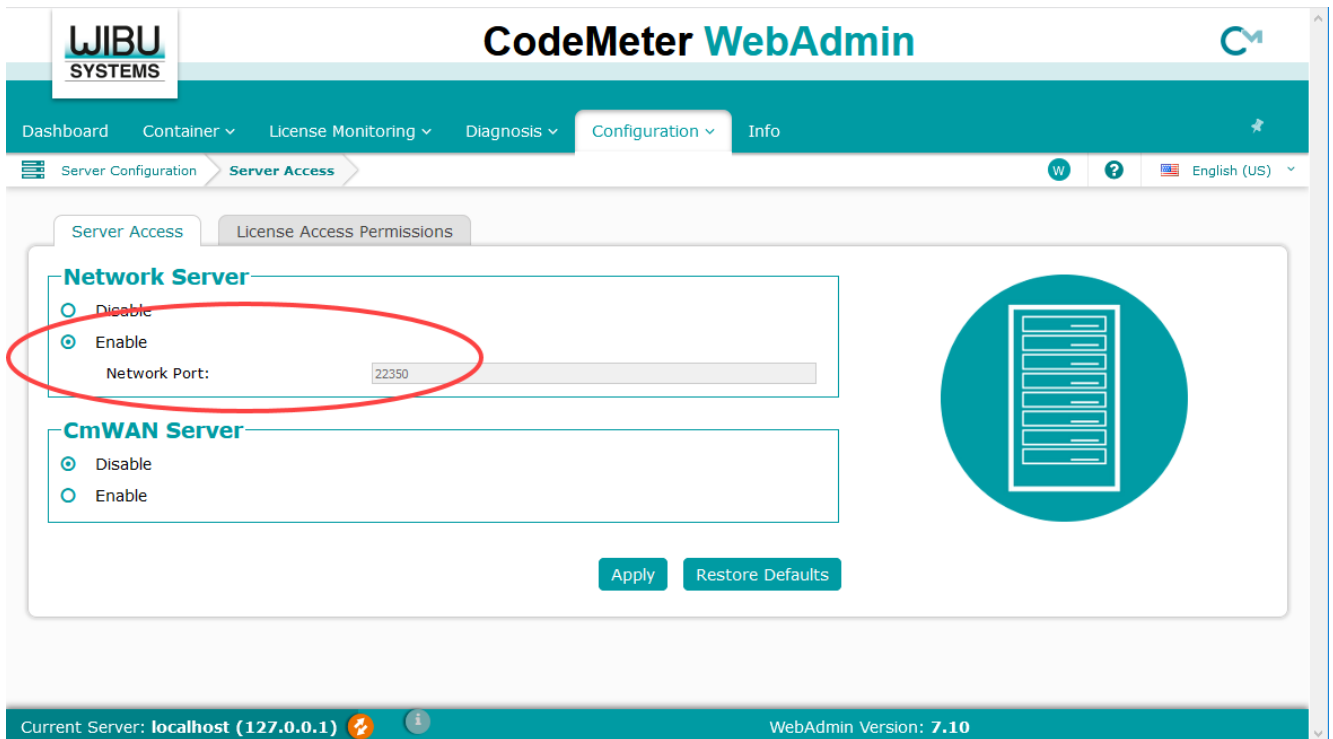 WIBU
SYSTEMS
CodeMeter WebAdmin
CM
Dashboard Container License Monitoring Diagnosis Configuration Info
Server Configuration Server Access W ? English (US)
Server Access License Access Permissions
Network Server
Disable
Enable
Network Port: 22350
CmWAN Server
Disable
Enable
Apply Restore Defaults
Current Server: localhost (127.0.0.1) i WebAdmin Version: 7.10